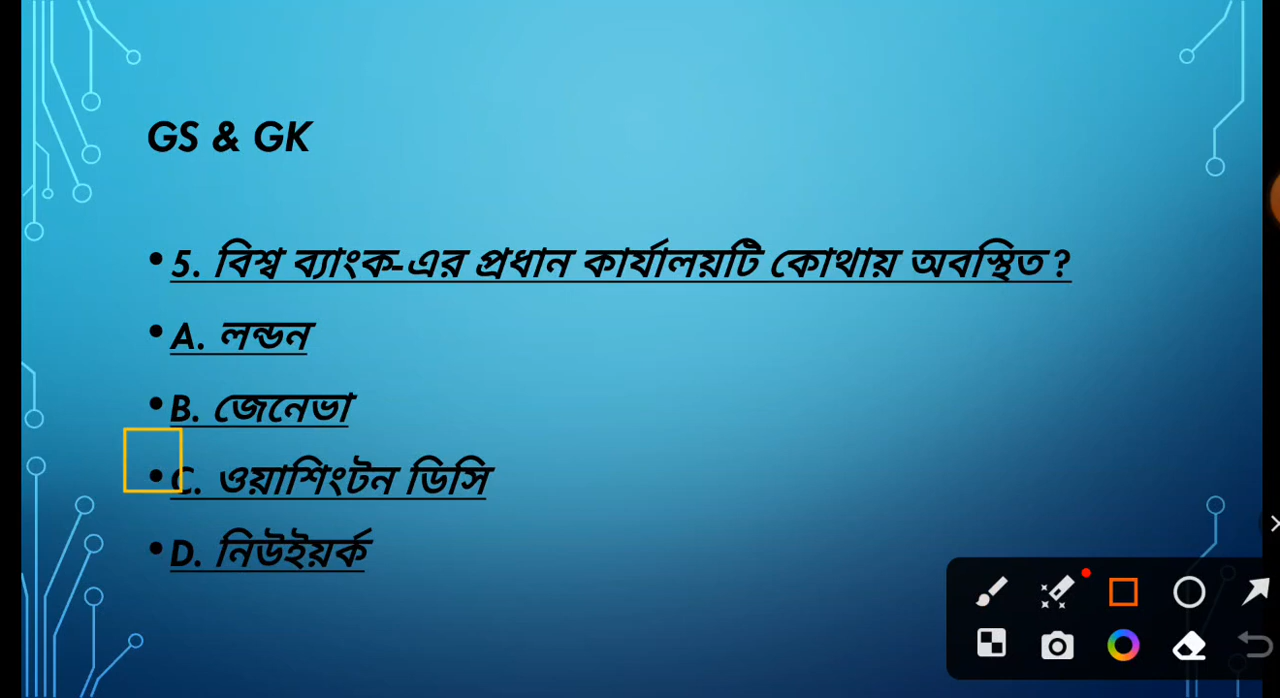 GS & GK
• 5. বিশ্ব ব্যাংক-এর প্রধান কার্যালয়টি কোথায় অবস্থিত ?
• A. লন্ডন
• B. জেনেভা
• C. ওয়াশিংটন ডিসি
• D. নিউইয়র্ক